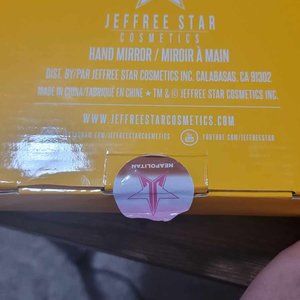 JEFFREE STAR
COSMETICS
HAND MIRROR / MIROIR À MAIN
DIST. BY/PAR JEFFREE STAR COSMETICS INC. CALABASAS, CA 91302
MADE IN CHINA/FABRIQUÉ EN CHINE ★ TM & © JEFFREE STAR COSMETICS INC.
WWW.JEFFREESTARCOSMETICS.COM
GRAM.COM/JEFFREESTARCOSMETICS YOUTUBE.COM/JEFFREESTAR
NEAPOLITAN